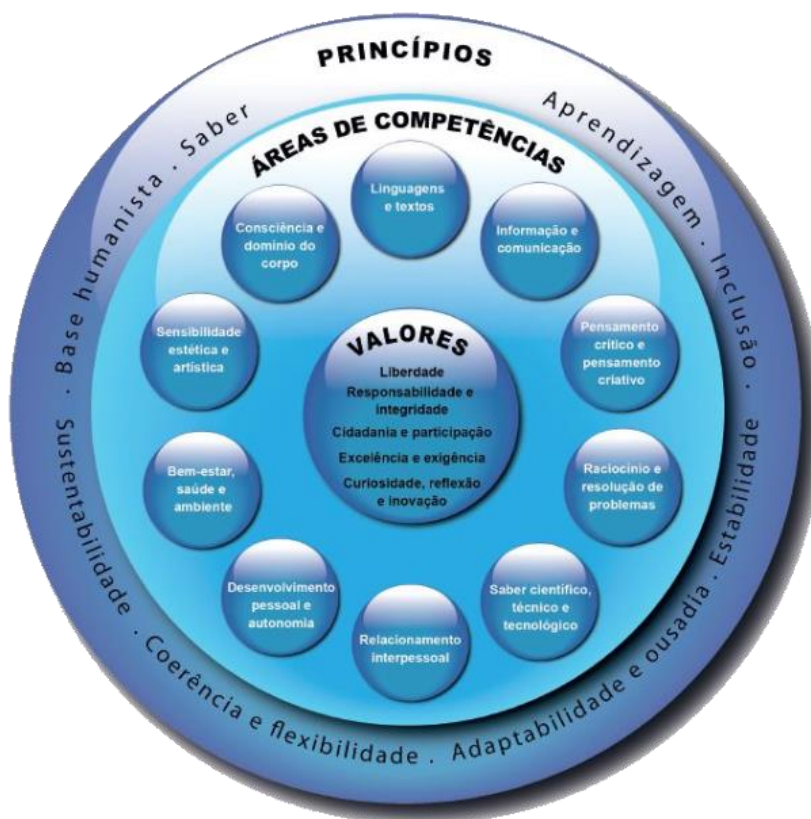 PRINCÍPIOS
Base humanista . Saber
Aprendizagem . Inclusão .
Estabilidade
. Adaptabilidade e ousadia .
Coerência e flexibilidade
Sustentabilidade .
ÁREAS DE COMPETÊNCIAS
Linguagens
e textos
Informação e
comunicação
Pensamento
crítico e
pensamento
criativo
Raciocínio e
resolução de
problemas
Saber científico,
técnico e
tecnológico
Relacionamento
interpessoal
Desenvolvimento
pessoal e
autonomia
Bem-estar,
saúde e
ambiente
Sensibilidade
estética e
artística
Consciência e
domínio do
corpo
VALORES
Liberdade
Responsabilidade e
integridade
Cidadania e participação
Excelência e exigência
Curiosidade, reflexão
e inovação